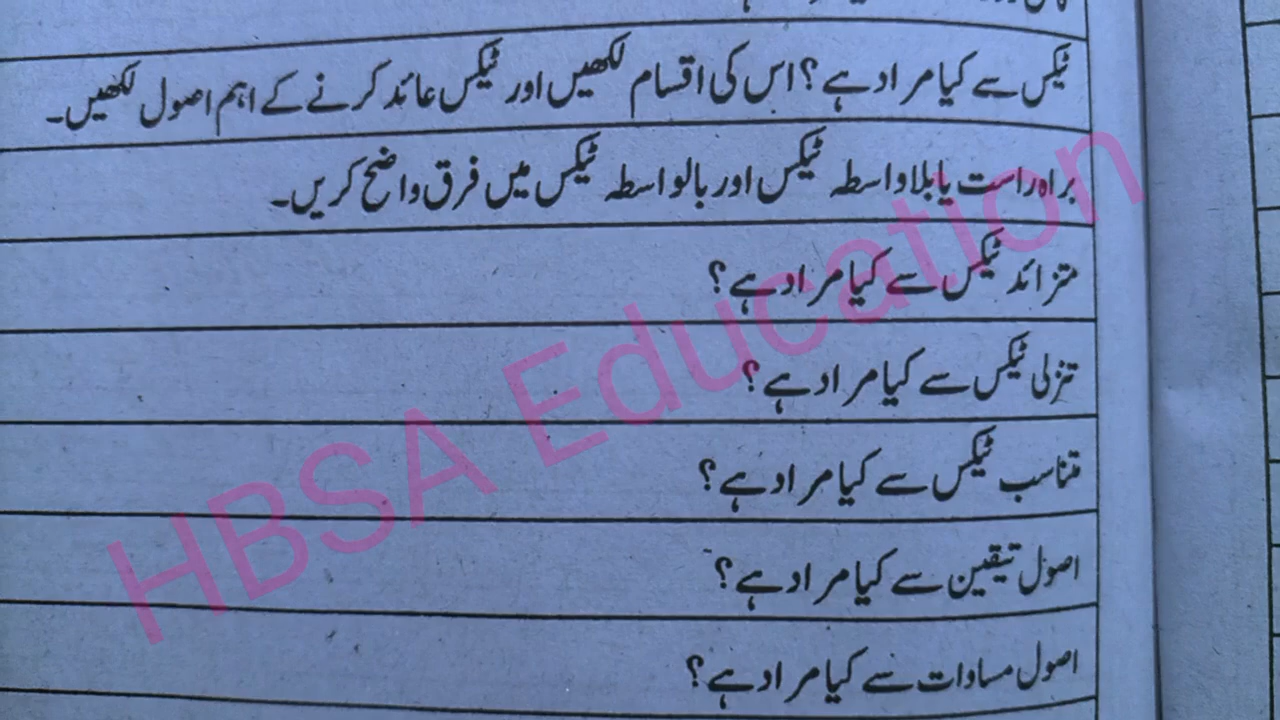 ٹیکس سے کیا مراد ہے؟ اس کی اقسام لکھیں اور ٹیکس عائد کرنے کے اہم اصول لکھیں۔
براہ راست یا بلاواسطہ ٹیکس اور بالواسطہ ٹیکس میں فرق واضح کریں۔
متزائد ٹیکس سے کیا مراد ہے؟
تنزلی ٹیکس سے کیا مراد ہے؟
متناسب ٹیکس سے کیا مراد ہے؟
اصول تیقین سے کیا مراد ہے؟
اصول مساوات سے کیا مراد ہے؟
HBSA Education